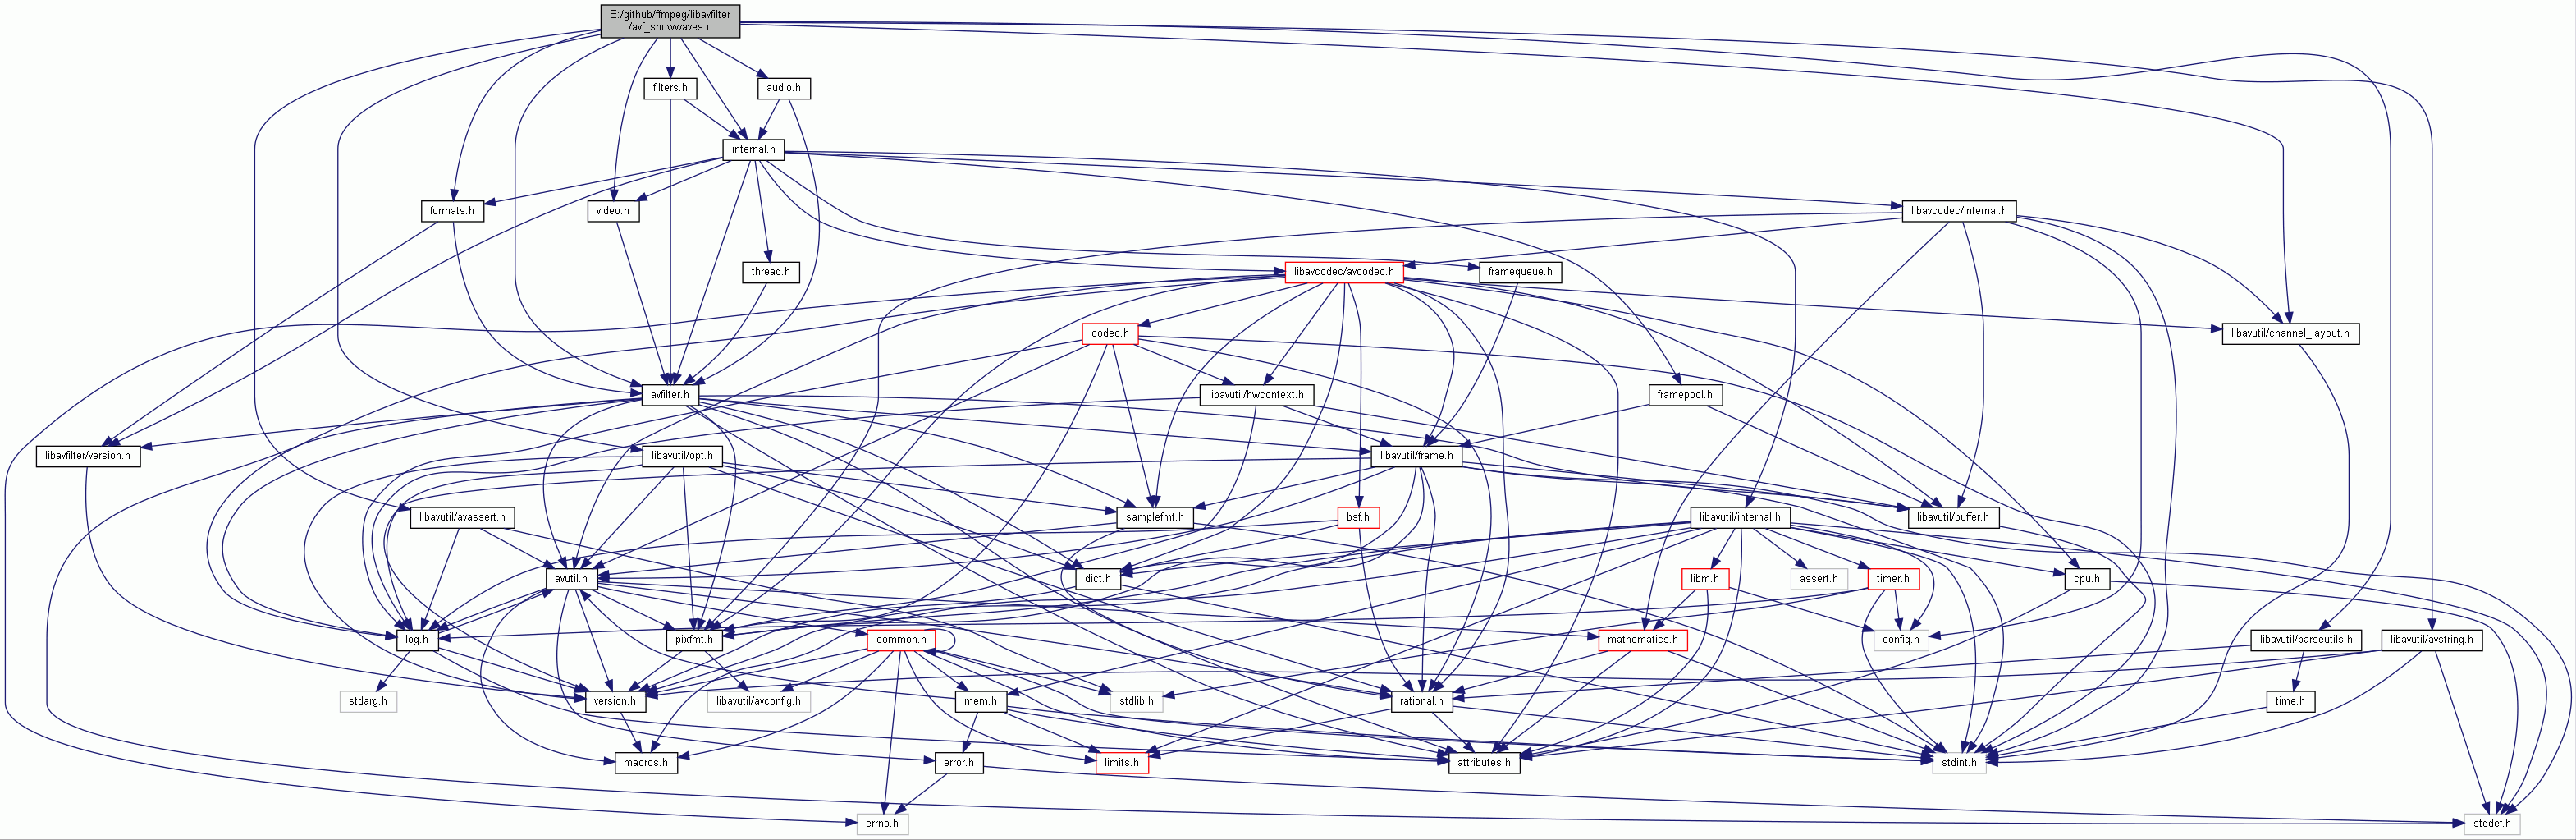 E:/github/ffmpeg/libavfilter
/avf_showwaves.c
filters.h
audio.h
internal.h
formats.h
video.h
libavcodec/internal.h
thread.h
libavcodec/avcodec.h
framequeue.h
codec.h
libavutil/channel_layout.h
avfilter.h
libavutil/hwcontext.h
framepool.h
libavfilter/version.h
libavutil/opt.h
libavutil/frame.h
libavutil/avassert.h
samplefmt.h
bsf.h
libavutil/internal.h
libavutil/buffer.h
avutil.h
dict.h
libm.h
assert.h
timer.h
cpu.h
log.h
pixfmt.h
common.h
mathematics.h
config.h
libavutil/parseutils.h
libavutil/avstring.h
stdarg.h
version.h
libavutil/avconfig.h
mem.h
stdlib.h
rational.h
time.h
macros.h
error.h
limits.h
attributes.h
stdint.h
errno.h
stddef.h